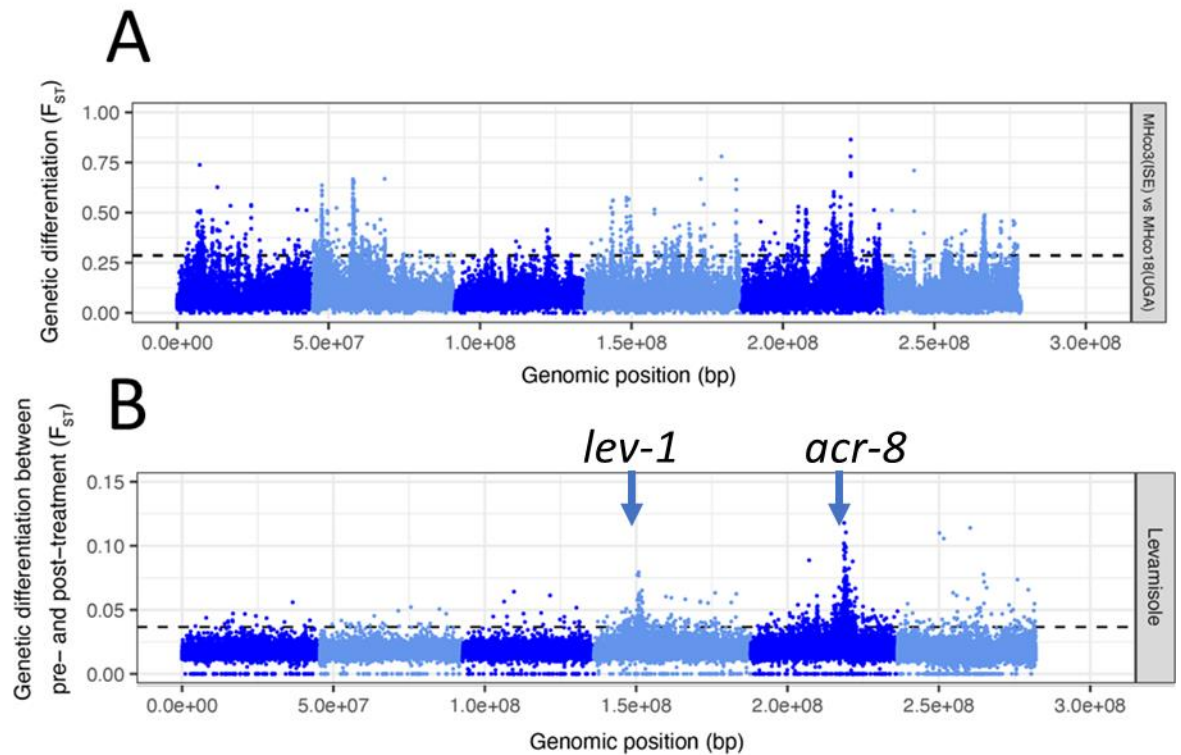 A
Genetic differentiation (FST)
1.00
0.75
0.50
0.25
0.00
MHco3(ISE) vs MHco18(UGA)
0.0e+00 5.0e+07 1.0e+08 1.5e+08 2.0e+08 2.5e+08 3.0e+08
Genomic position (bp)
B
Genetic differentiation between
pre− and post−treatment (FST)
lev-1 acr-8
0.15
0.10
0.05
0.00
Levamisole
0.0e+00 5.0e+07 1.0e+08 1.5e+08 2.0e+08 2.5e+08 3.0e+08
Genomic position (bp)